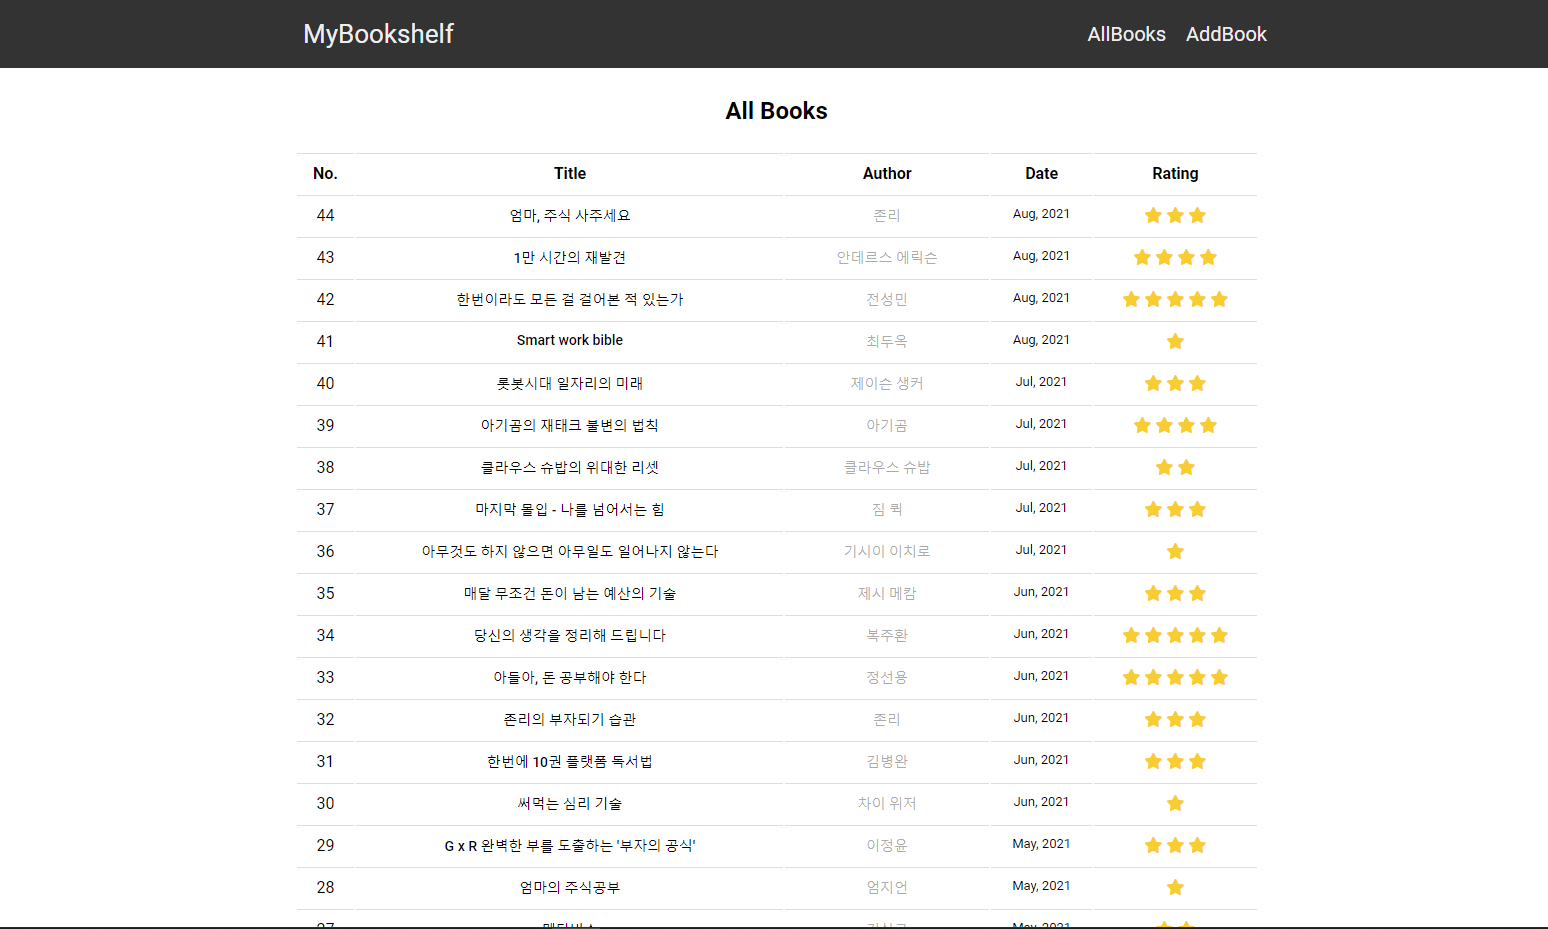 MyBookshelf AllBooks AddBook
All Books
No. Title Author Date Rating
44 엄마, 주식 사주세요 존리 Aug, 2021
43 1만 시간의 재발견 안데르스 에릭슨 Aug, 2021
42 한번이라도 모든 걸 걸어본 적 있는가 전성민 Aug, 2021
41 Smart work bible 최두옥 Aug, 2021
40 롯봇시대 일자리의 미래 제이슨 생커 Jul, 2021
39 아기곰의 재태크 불변의 법칙 아기곰 Jul, 2021
38 클라우스 슈밥의 위대한 리셋 클라우스 슈밥 Jul, 2021
37 마지막 몰입 - 나를 넘어서는 힘 짐 퀵 Jul, 2021
36 아무것도 하지 않으면 아무일도 일어나지 않는다 기시이 이치로 Jul, 2021
35 매달 무조건 돈이 남는 예산의 기술 제시 메캄 Jun, 2021
34 당신의 생각을 정리해 드립니다 복주환 Jun, 2021
33 아들아, 돈 공부해야 한다 정선용 Jun, 2021
32 존리의 부자되기 습관 존리 Jun, 2021
31 한번에 10권 플랫폼 독서법 김병완 Jun, 2021
30 써먹는 심리 기술 차이 위저 Jun, 2021
29 G x R 완벽한 부를 도출하는 '부자의 공식' 이정윤 May, 2021
28 엄마의 주식공부 엄지언 May, 2021
27 May, 2021